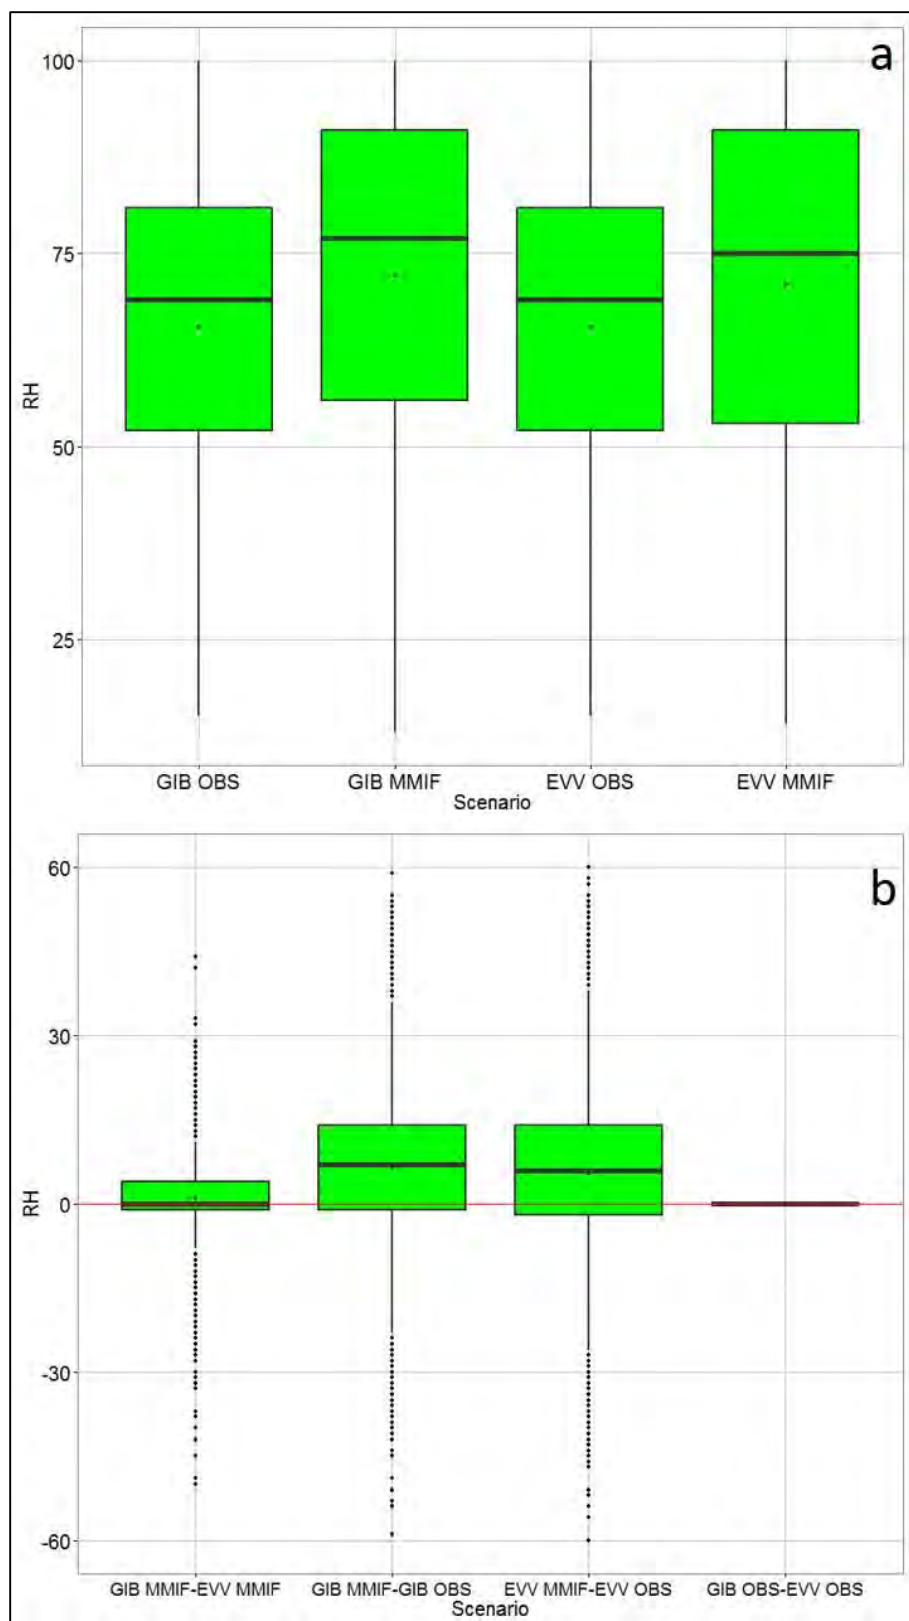 a
100
75
RH
50
25
GIB OBS GIB MMIF EVV OBS EVV MMIF
Scenario
b
60
30
RH
0
-30
-60
GIB MMIF-EVV MMIF GIB MMIF-GIB OBS EVV MMIF-EVV OBS GIB OBS-EVV OBS
Scenario